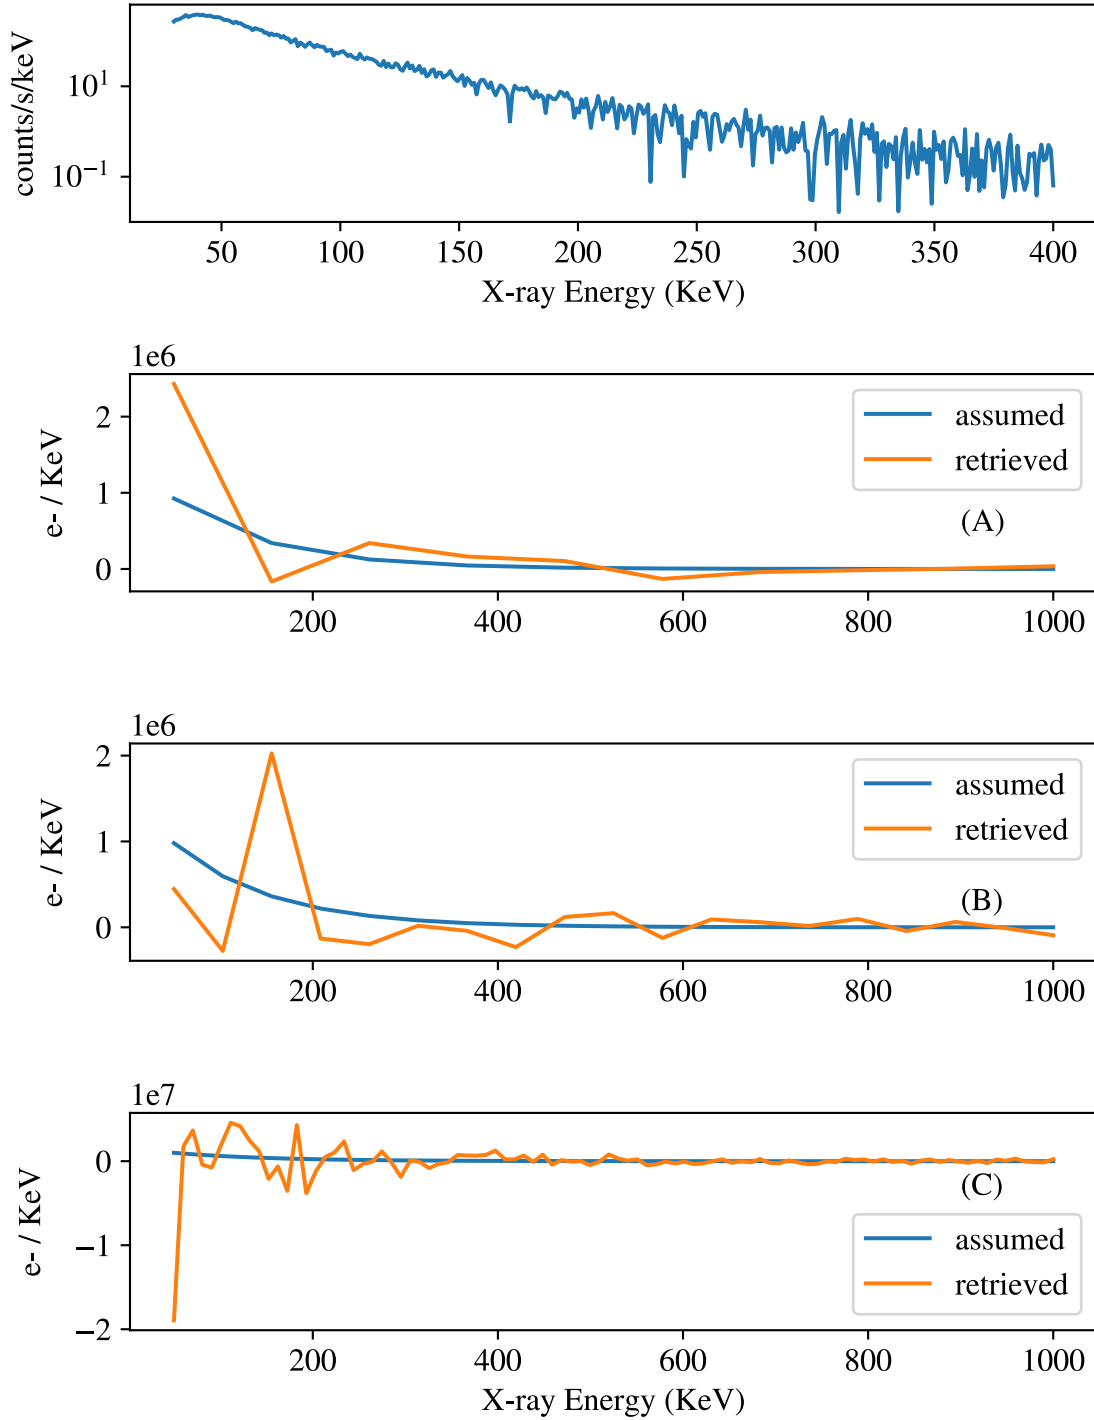 counts/s/keV
10¹
10⁻¹
50 100 150 200 250 300 350 400
X-ray Energy (KeV)
1e6
e- / KeV
2
1
0
assumed
retrieved
(A)
200 400 600 800 1000
1e6
e- / KeV
2
1
0
assumed
retrieved
(B)
200 400 600 800 1000
1e7
e- / KeV
0
−1
−2
(C)
assumed
retrieved
200 400 600 800 1000
X-ray Energy (KeV)